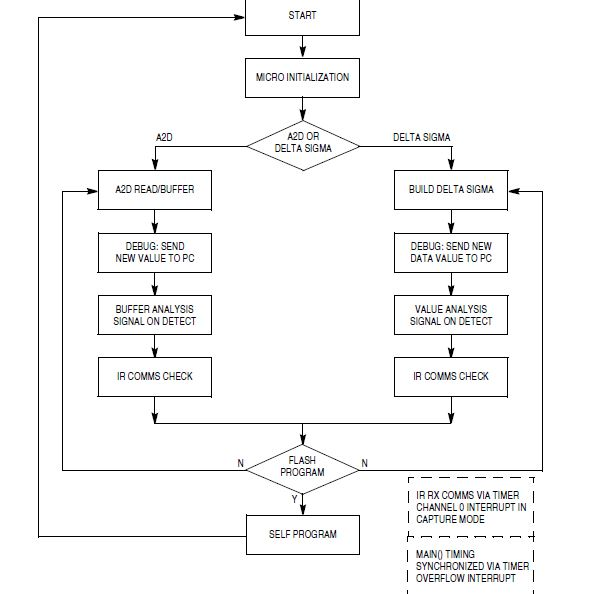 START
MICRO INITIALIZATION
A2D OR
DELTA SIGMA
A2D
DELTA SIGMA
A2D READ/BUFFER
BUILD DELTA SIGMA
DEBUG: SEND
NEW VALUE TO PC
DEBUG: SEND NEW
DATA VALUE TO PC
BUFFER ANALYSIS
SIGNAL ON DETECT
VALUE ANALYSIS
SIGNAL ON DETECT
IR COMMS CHECK
IR COMMS CHECK
FLASH
PROGRAM
N
N
Y
SELF PROGRAM
IR RX COMMS VIA TIMER
CHANNEL 0 INTERRUPT IN
CAPTURE MODE
MAIN() TIMING
SYNCHRONIZED VIA TIMER
OVERFLOW INTERRUPT